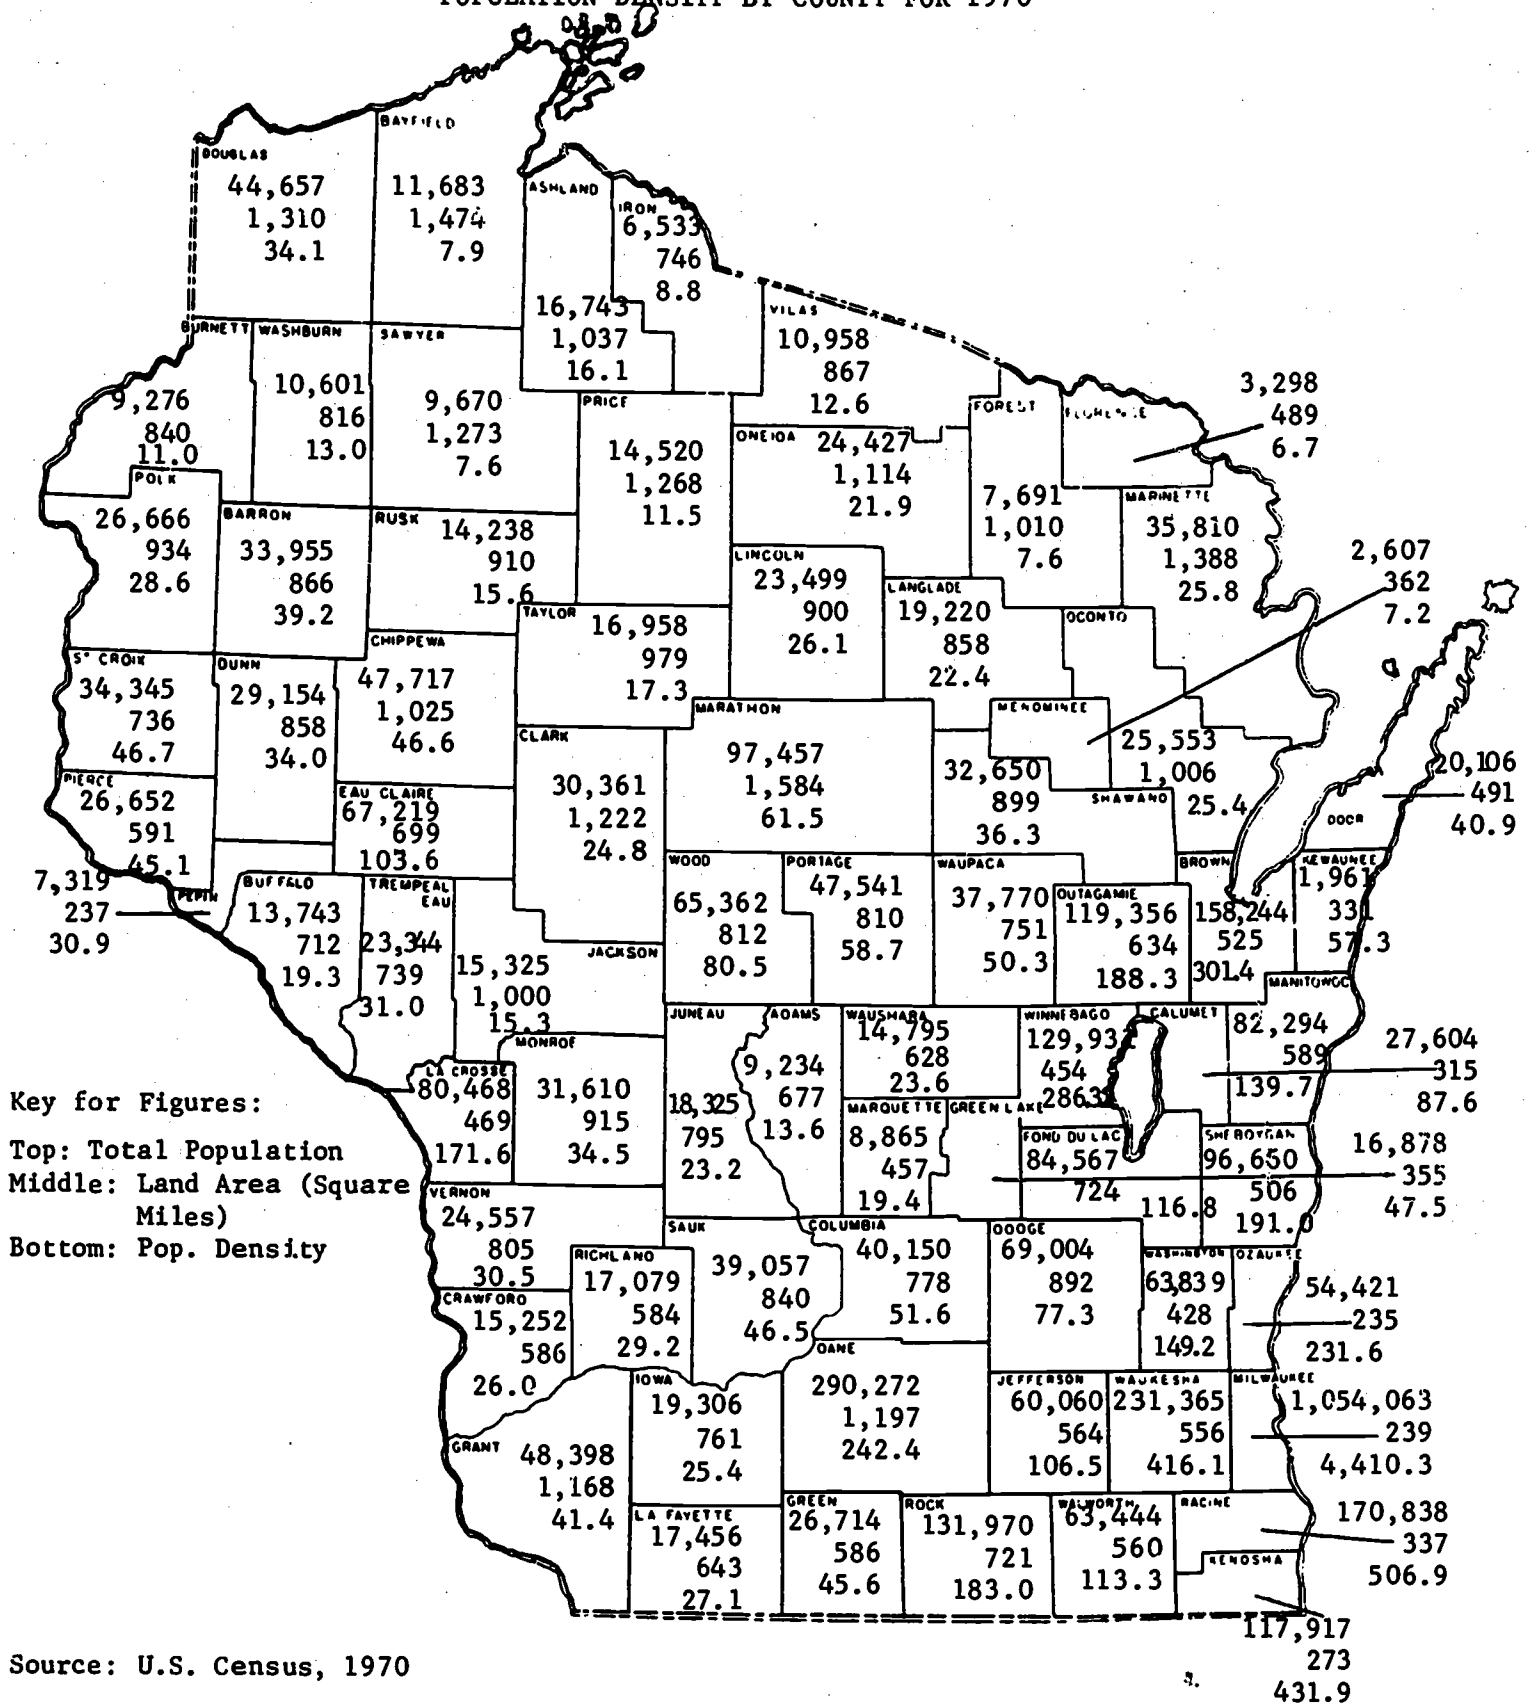 POPULATION DENSITY BY COUNTY FOR 1970
BAYFIELD
11,683
1,474
7.9
DOUGLAS
44,657
1,310
34.1
ASHLAND
16,743
1,037
16.1
IRON
6,533
746
8.8
VILAS
10,958
867
12.6
BURNETT
9,276
840
11.0
WASHBURN
10,601
816
13.0
SAWYER
9,670
1,273
7.6
PRICE
14,520
1,268
11.5
ONEIDA
24,427
1,114
21.9
FOREST
7,691
1,010
7.6
FLORENCE
3,298
489
6.7
MARINETTE
35,810
1,388
25.8
POLK
26,666
934
28.6
BARRON
33,955
866
39.2
RUSK
14,238
910
15.6
LINCOLN
23,499
900
26.1
LANGLADE
19,220
858
22.4
OCONTO
25,553
1,006
25.4
2,607
362
7.2
TAYLOR
16,958
979
17.3
CHIPPEWA
47,717
1,025
46.6
ST CROIX
34,345
736
46.7
DUNN
29,154
858
34.0
MARATHON
97,457
1,584
61.5
MENOMINEE
CLARK
30,361
1,222
24.8
32,650
899
36.3
SHAWANO
20,106
491
40.9
DOOR
PIERCE
26,652
591
45.1
EAU CLAIRE
67,219
699
103.6
7,319
237
30.9
PEPIN
BUFFALO
13,743
712
19.3
TREMPEAL
EAU
23,344
739
31.0
15,325
1,000
15.3
JACKSON
WOOD
65,362
812
80.5
PORTAGE
47,541
810
58.7
WAUPACA
37,770
751
50.3
OUTAGAMIE
119,356
634
188.3
BROWN
158,244
525
301.4
KEWAUNEE
1,961
331
57.3
MANITOWOC
82,294
589
139.7
LA CROSSE
80,468
469
171.6
MONROE
31,610
915
34.5
JUNEAU
18,325
795
23.2
ADAMS
9,234
677
13.6
WAUSHARA
14,795
628
23.6
WINNEBAGO
454
CALUMET
27,604
315
87.6
MARQUETTE
8,865
457
19.4
GREEN LAKE
16,878
355
47.5
FOND DU LAC
84,567
724
116.8
SHEBOYGAN
96,660
506
191.0
Key for Figures:
Top: Total Population
Middle: Land Area (Square
Miles)
Bottom: Pop. Density
VERNON
24,557
805
30.5
RICHLAND
17,079
584
29.2
SAUK
39,057
840
46.5
COLUMBIA
40,150
778
51.6
DODGE
69,004
892
77.3
WASHINGTON
63,839
428
149.2
OZAUKEE
54,421
235
231.6
CRAWFORD
15,252
586
26.0
GRANT
48,398
1,168
41.4
IOWA
19,306
761
25.4
DANE
290,272
1,197
242.4
JEFFERSON
60,060
564
106.5
WAUKESHA
231,365
556
416.1
MILWAUKEE
1,054,063
239
4,410.3
LA FAYETTE
17,456
643
27.1
GREEN
26,714
586
45.6
ROCK
131,970
721
183.0
WALWORTH
63,444
560
113.3
RACINE
170,838
337
506.9
KENOSHA
117,917
273
431.9
Source: U.S. Census, 1970